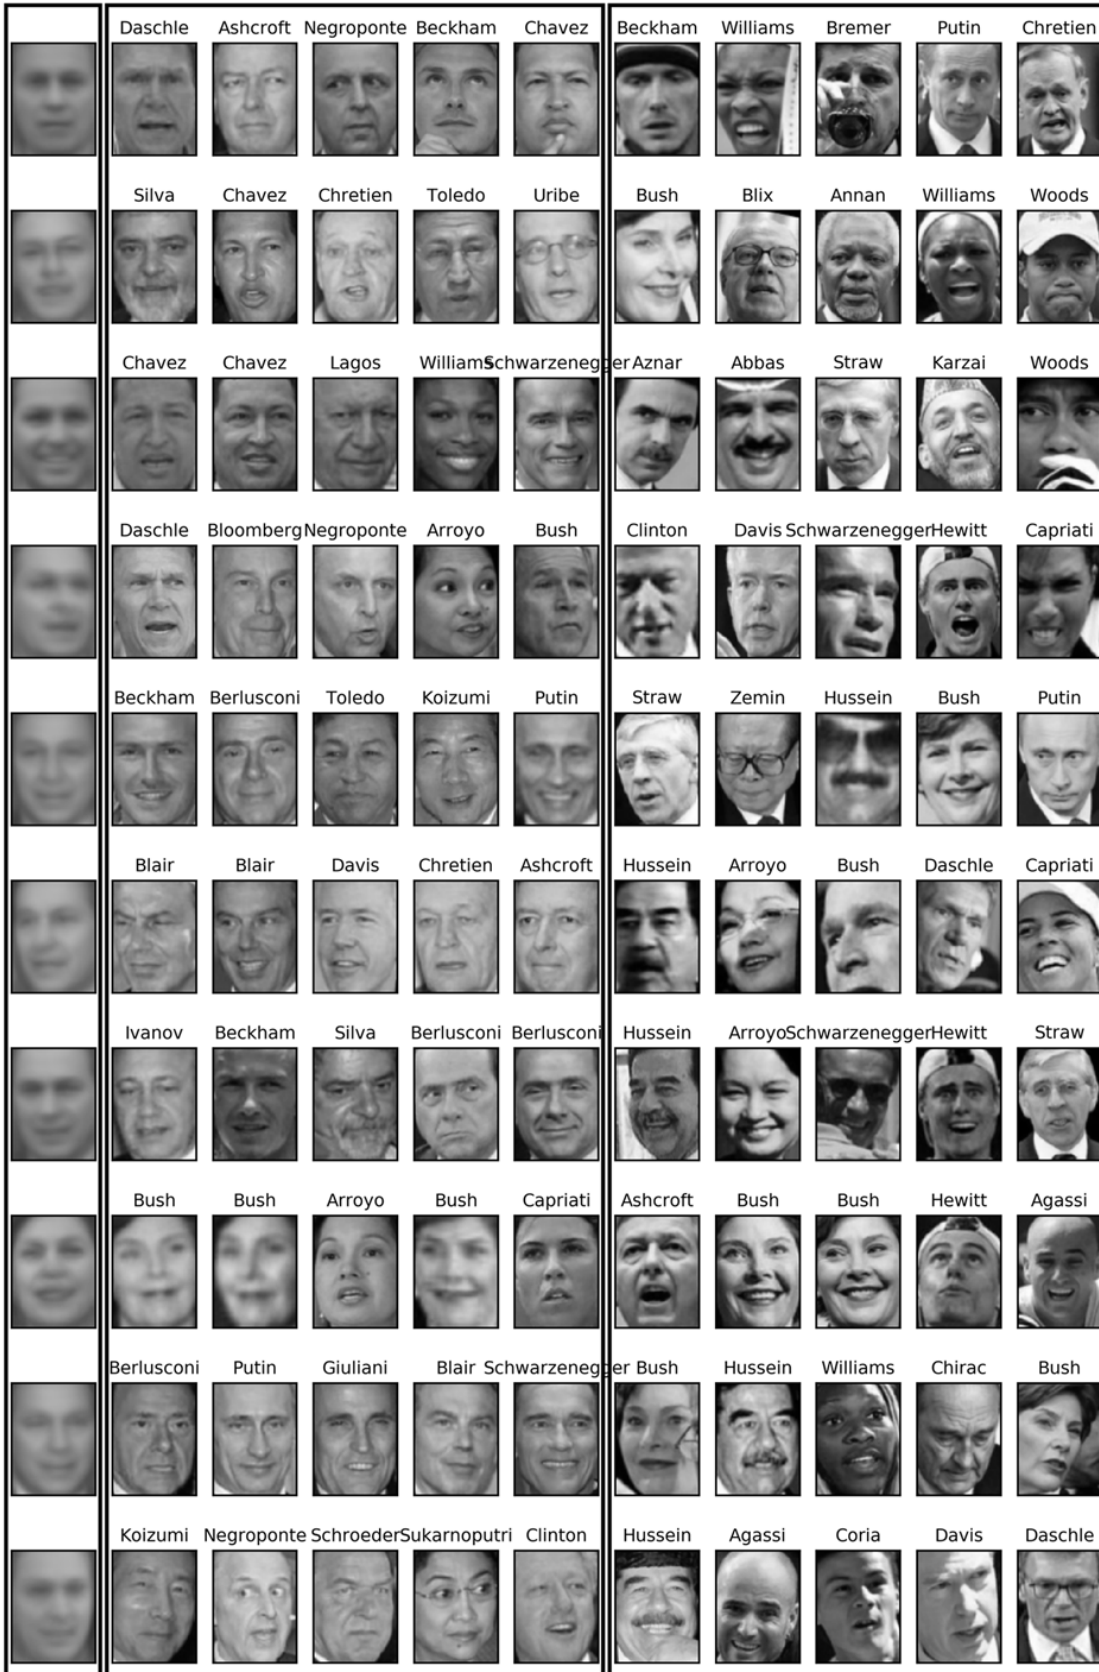 Daschle Ashcroft Negroponte Beckham Chavez Beckham Williams Bremer Putin Chretien
Silva Chavez Chretien Toledo Uribe Bush Blix Annan Williams Woods
Chavez Chavez Lagos Williams Schwarzenegger Aznar Abbas Straw Karzai Woods
Daschle Bloomberg Negroponte Arroyo Bush Clinton Davis Schwarzenegger Hewitt Capriati
Beckham Berlusconi Toledo Koizumi Putin Straw Zemin Hussein Bush Putin
Blair Blair Davis Chretien Ashcroft Hussein Arroyo Bush Daschle Capriati
Ivanov Beckham Silva Berlusconi Berlusconi Hussein Arroyo Schwarzenegger Hewitt Straw
Bush Bush Arroyo Bush Capriati Ashcroft Bush Bush Hewitt Agassi
Berlusconi Putin Giuliani Blair Schwarzenegger Bush Hussein Williams Chirac Bush
Koizumi Negroponte Schroeder Sukarnoputri Clinton Hussein Agassi Coria Davis Daschle